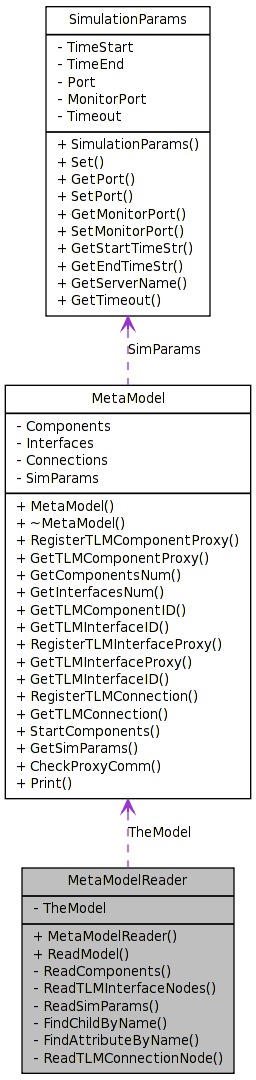 SimulationParams
- TimeStart
- TimeEnd
- Port
- MonitorPort
- Timeout
+ SimulationParams()
+ Set()
+ GetPort()
+ SetPort()
+ GetMonitorPort()
+ SetMonitorPort()
+ GetStartTimeStr()
+ GetEndTimeStr()
+ GetServerName()
+ GetTimeout()
SimParams
MetaModel
- Components
- Interfaces
- Connections
- SimParams
+ MetaModel()
+ ~MetaModel()
+ RegisterTLMComponentProxy()
+ GetTLMComponentProxy()
+ GetComponentsNum()
+ GetInterfacesNum()
+ GetTLMComponentID()
+ GetTLMInterfaceID()
+ RegisterTLMInterfaceProxy()
+ GetTLMInterfaceProxy()
+ GetTLMInterfaceID()
+ RegisterTLMConnection()
+ GetTLMConnection()
+ StartComponents()
+ GetSimParams()
+ CheckProxyComm()
+ Print()
TheModel
MetaModelReader
- TheModel
+ MetaModelReader()
+ ReadModel()
- ReadComponents()
- ReadTLMInterfaceNodes()
- ReadSimParams()
- FindChildByName()
- FindAttributeByName()
- ReadTLMConnectionNode()